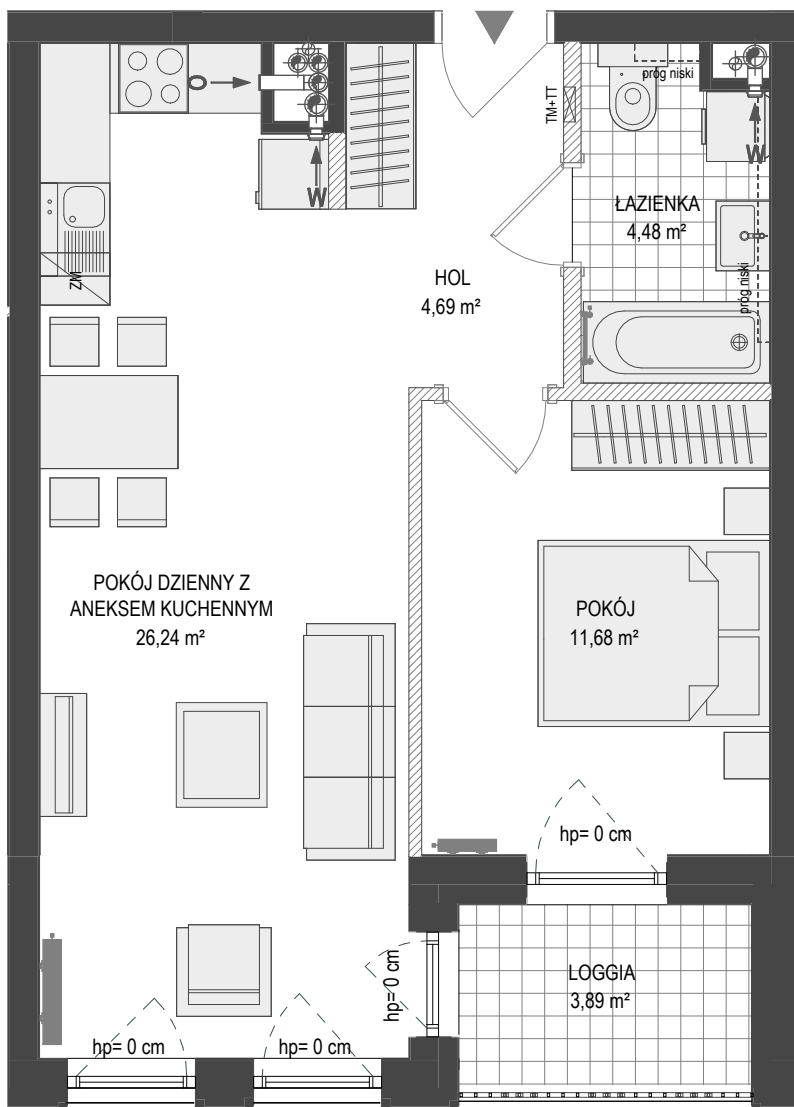 próg niski
O
TM+TT
W
W
ŁAZIENKA
4,48 m²
ZM
HOL
4,69 m²
próg niski
POKÓJ DZIENNY Z
ANEKSEM KUCHENNYM
26,24 m²
POKÓJ
11,68 m²
hp= 0 cm
LOGGIA
3,89 m²
hp= 0 cm
hp= 0 cm
hp= 0 cm